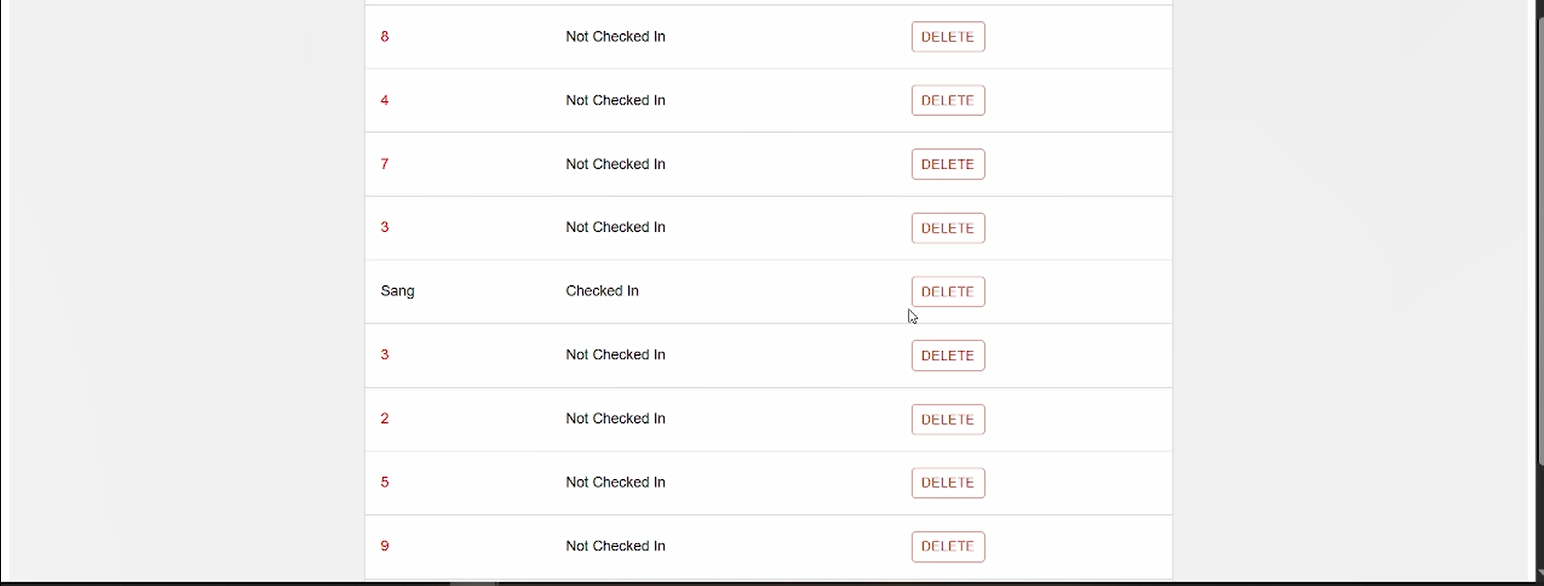 8 Not Checked In DELETE
4 Not Checked In DELETE
7 Not Checked In DELETE
3 Not Checked In DELETE
Sang Checked In DELETE
3 Not Checked In DELETE
2 Not Checked In DELETE
5 Not Checked In DELETE
9 Not Checked In DELETE